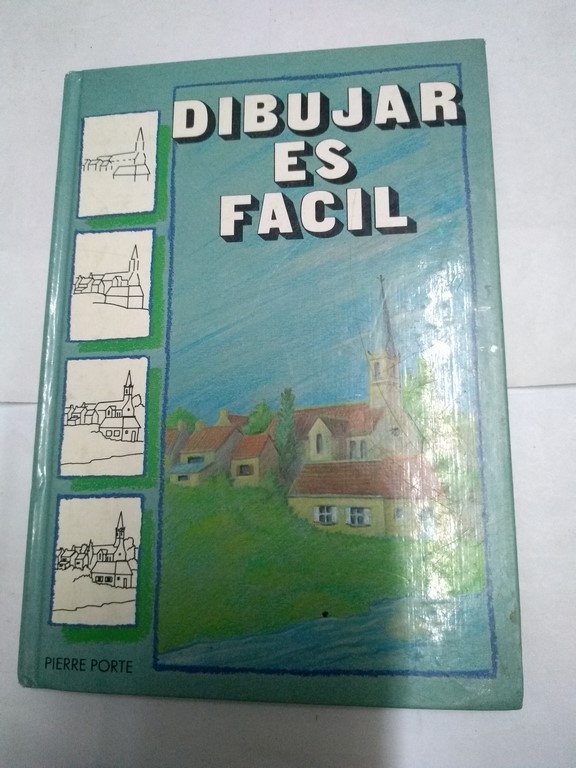 DIBUJAR
ES
FACIL
PIERRE PORTE